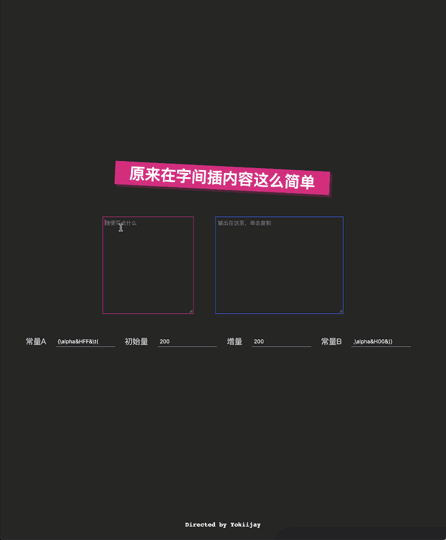 原来在字间插内容这么简单
随便写点什么
输出在这里，单击复制
常量A {\alpha&HFF&\t( 初始量 200 增量 200 常量B ,\alpha&H00&)}
Directed by Yokiijay